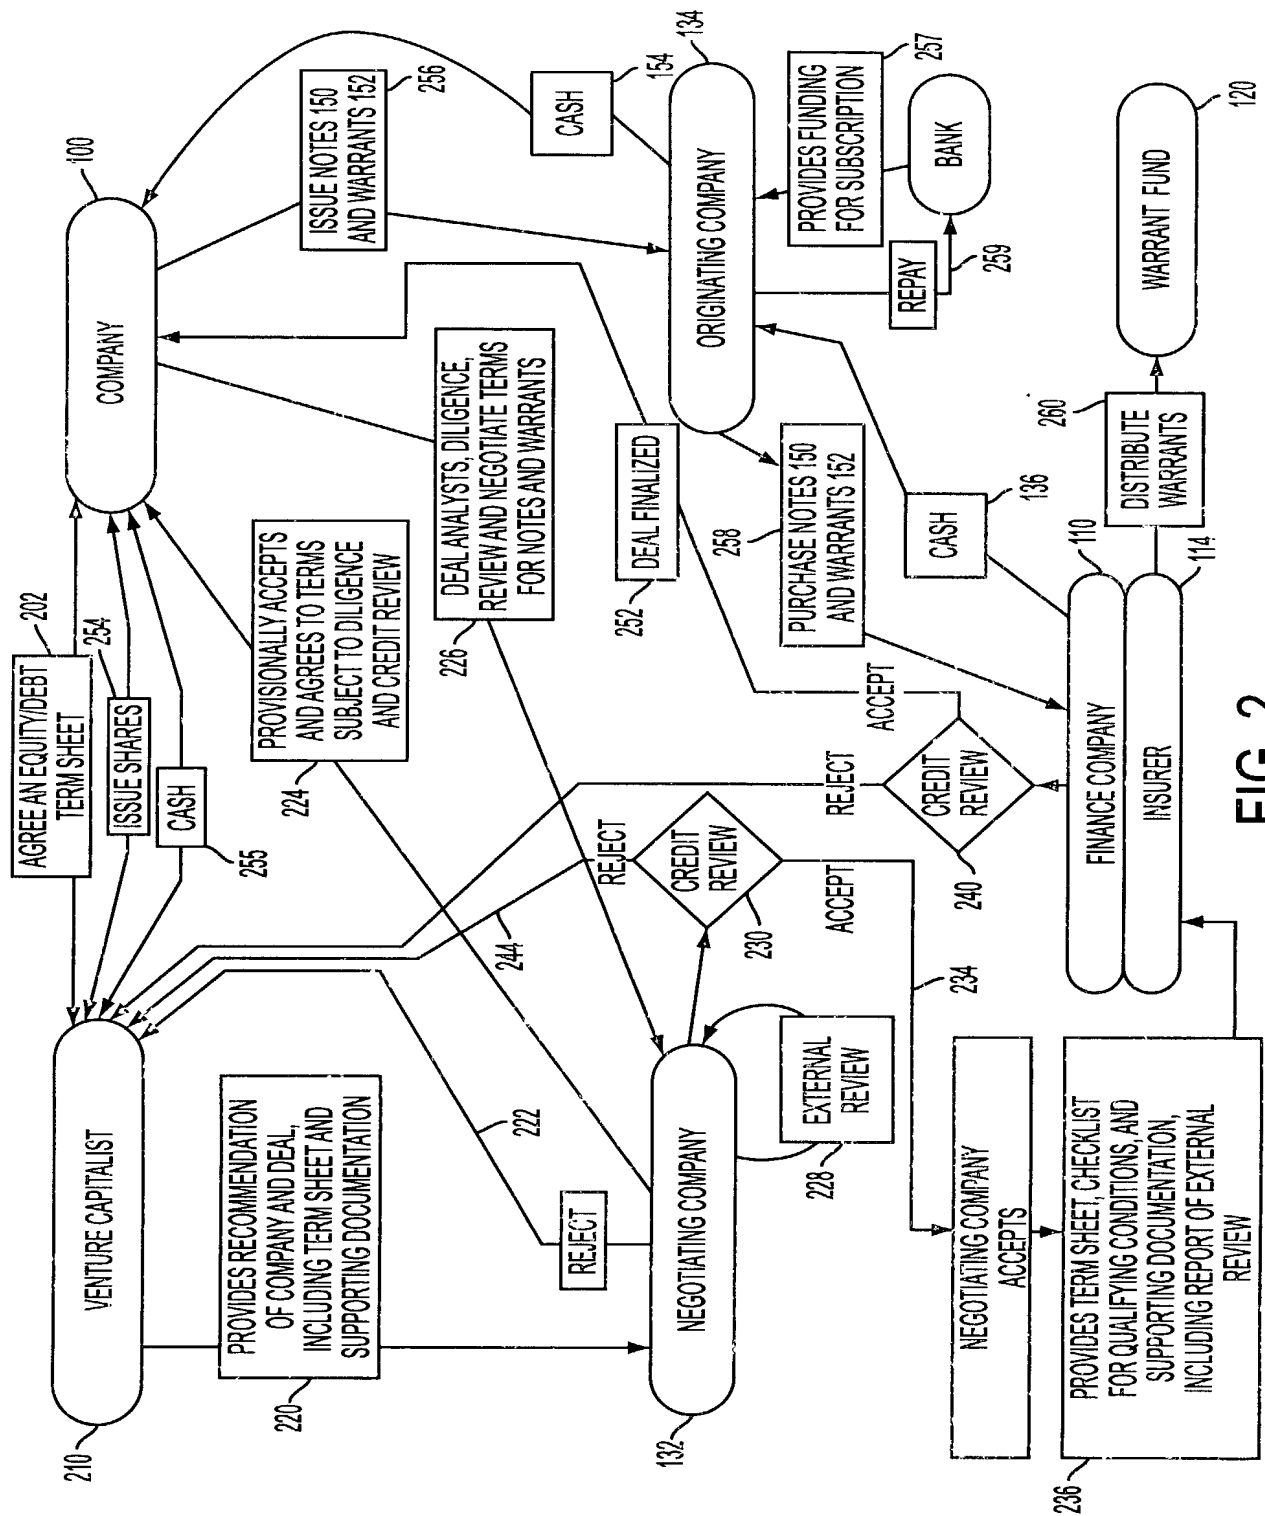 210
VENTURE CAPITALIST
AGREE AN EQUITY/DEBT
TERM SHEET
202
ISSUE SHARES
254
CASH
255
COMPANY
100
PROVIDES RECOMMENDATION
OF COMPANY AND DEAL,
INCLUDING TERM SHEET AND
SUPPORTING DOCUMENTATION
220
REJECT
222
PROVISIONALLY ACCEPTS
AND AGREES TO TERMS
SUBJECT TO DILIGENCE
AND CREDIT REVIEW
224
DEAL ANALYSTS, DILIGENCE,
REVIEW AND NEGOTIATE TERMS
FOR NOTES AND WARRANTS
226
ISSUE NOTES 150
AND WARRANTS 152
256
CASH
154
244
REJECT
132
NEGOTIATING COMPANY
EXTERNAL
REVIEW
228
CREDIT
REVIEW
230
ACCEPT
234
DEAL FINALIZED
252
ORIGINATING COMPANY
134
PROVIDES FUNDING
FOR SUBSCRIPTION
257
BANK
REPAY
259
PURCHASE NOTES 150
AND WARRANTS 152
258
REJECT
ACCEPT
CREDIT
REVIEW
240
CASH
136
NEGOTIATING COMPANY
ACCEPTS
PROVIDES TERM SHEET, CHECKLIST
FOR QUALIFYING CONDITIONS, AND
SUPPORTING DOCUMENTATION,
INCLUDING REPORT OF EXTERNAL
REVIEW
236
FINANCE COMPANY
110
INSURER
114
DISTRIBUTE
WARRANTS
260
WARRANT FUND
120
FIG. 2